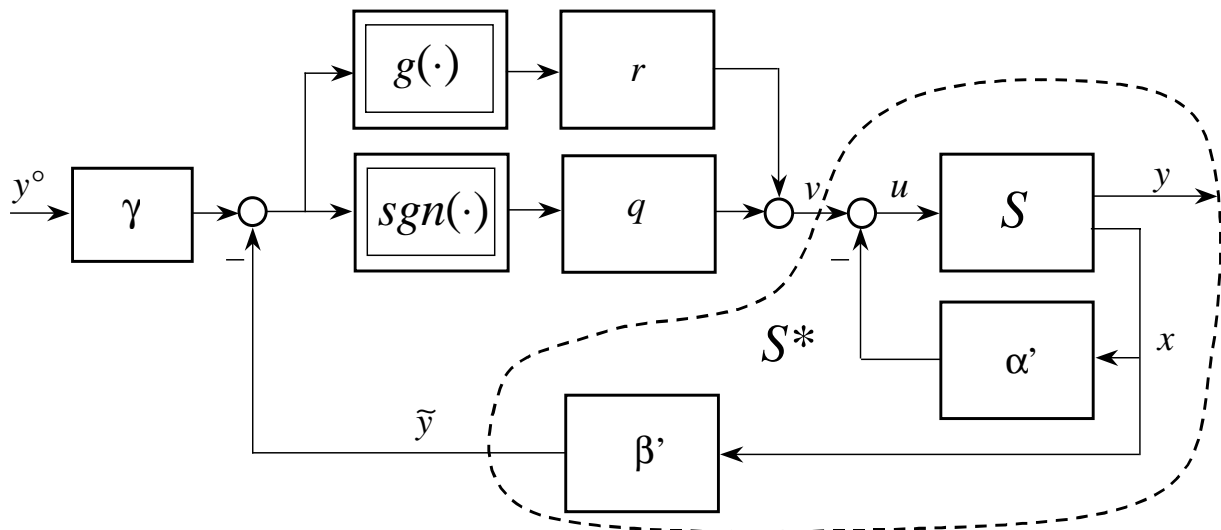 g(·)
r
y°
γ
sgn(·)
q
v
u
S
y
–
–
S*
α’
x
ỹ
β’